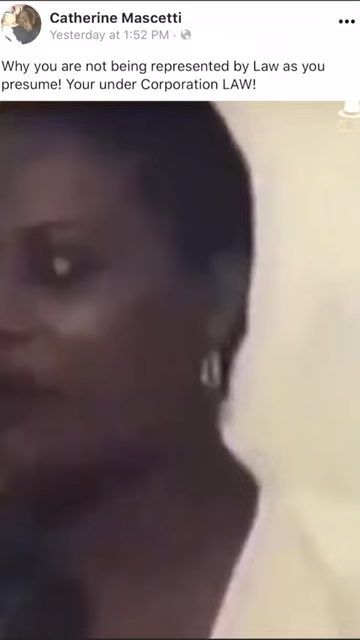 Catherine Mascetti
Yesterday at 1:52 PM ·
Why you are not being represented by Law as you
presume! Your under Corporation LAW!